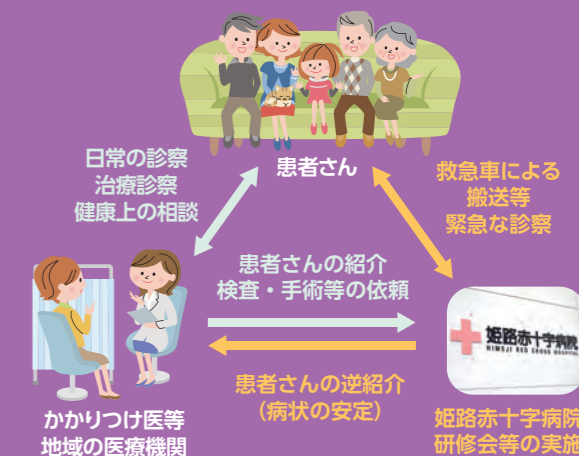 患者さん
日常の診察
治療診察
健康上の相談
救急車による
搬送等
緊急な診察
患者さんの紹介
検査・手術等の依頼
患者さんの逆紹介
(病状の安定)
姫路赤十字病院
HIMEJI RED CROSS HOSPITAL
かかりつけ医等
地域の医療機関
姫路赤十字病院
研修会等の実施